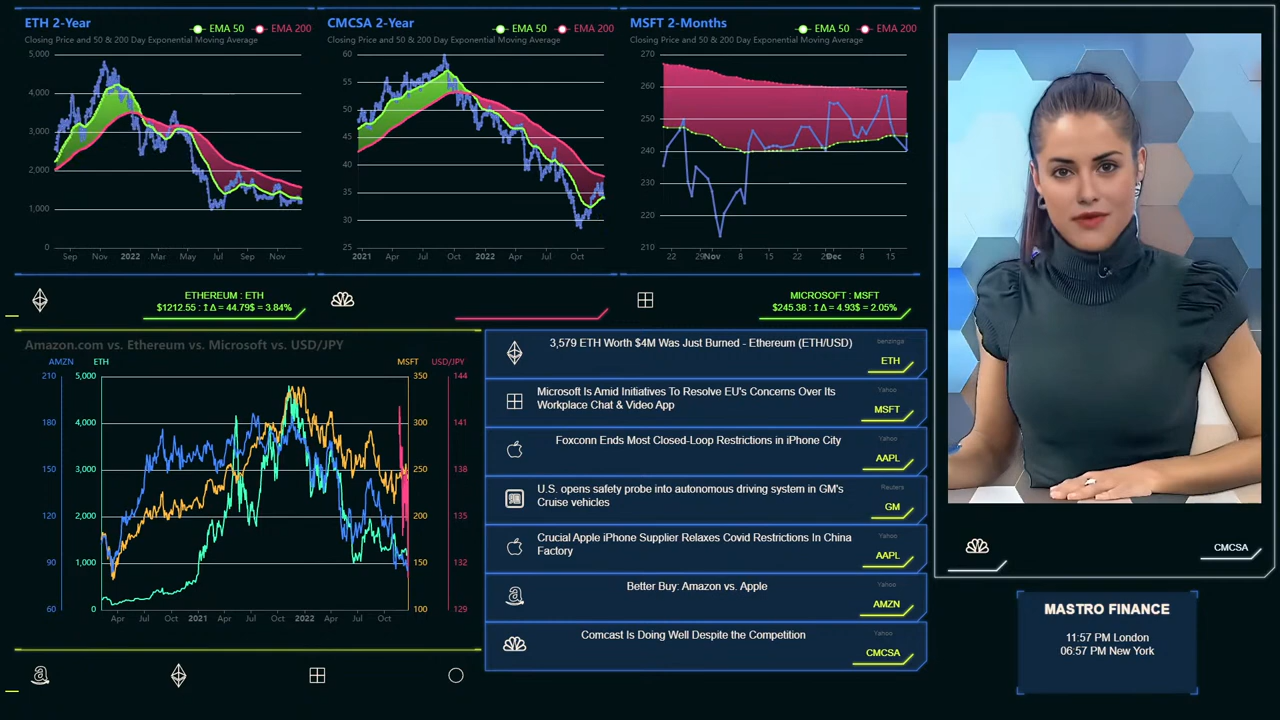 ETH 2-Year
EMA 50 EMA 200
Closing Price and 50 & 200 Day Exponential Moving Average
5,000
4,000
3,000
2,000
1,000
0
Sep Nov 2022 Mar May Jul Sep Nov
CMCSA 2-Year
EMA 50 EMA 200
Closing Price and 50 & 200 Day Exponential Moving Average
60
55
50
45
40
35
30
25
2021 Apr Jul Oct 2022 Apr Jul Oct
MSFT 2-Months
EMA 50 EMA 200
Closing Price and 50 & 200 Day Exponential Moving Average
270
260
250
240
230
220
210
22 29 Nov 8 15 22 29 Dec 8 15
ETHEREUM : ETH
$1212.55 : ↥ Δ = 44.79$ = 3.84%
MICROSOFT : MSFT
$245.38 : ↥ Δ = 4.93$ = 2.05%
Amazon.com vs. Ethereum vs. Microsoft vs. USD/JPY
AMZN ETH MSFT USD/JPY
210 5,000 350 144
180 4,000 300 141
150 3,000 250 138
120 2,000 200 135
90 1,000 150 132
60 0 100 129
Apr Jul Oct 2021 Apr Jul Oct 2022 Apr Jul Oct
3,579 ETH Worth $4M Was Just Burned - Ethereum (ETH/USD)
benzinga
ETH
Microsoft Is Amid Initiatives To Resolve EU's Concerns Over Its
Workplace Chat & Video App
Yahoo
MSFT
Foxconn Ends Most Closed-Loop Restrictions in iPhone City
Yahoo
AAPL
U.S. opens safety probe into autonomous driving system in GM's
Cruise vehicles
Reuters
GM
Crucial Apple iPhone Supplier Relaxes Covid Restrictions In China
Factory
Yahoo
AAPL
Better Buy: Amazon vs. Apple
Yahoo
AMZN
Comcast Is Doing Well Despite the Competition
Yahoo
CMCSA
CMCSA
MASTRO FINANCE
11:57 PM London
06:57 PM New York